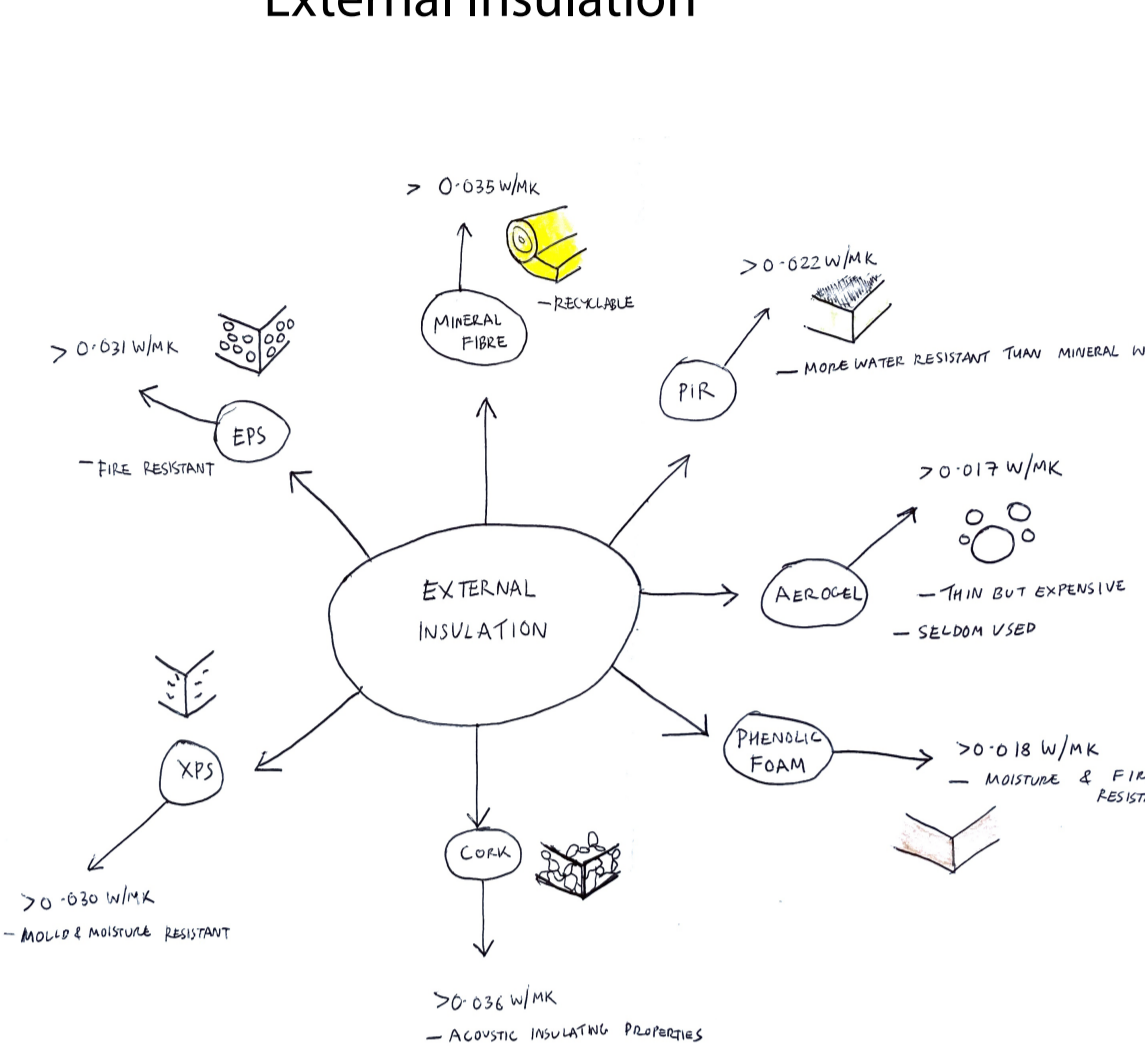 External Insulation
> 0.035 W/MK
MINERAL
FIBRE
- RECYCLABLE
>0.022 W/MK
PIR
- MORE WATER RESISTANT THAN MINERAL
> 0.031 W/MK
EPS
- FIRE RESISTANT
>0.017 W/MK
AEROGEL
- THIN BUT EXPENSIVE
- SELDOM USED
EXTERNAL
INSULATION
PHENOLIC
FOAM
>0.018 W/MK
- MOISTURE &
XPS
>0.030 W/MK
- MOULD & MOISTURE RESISTANT
CORK
>0.036 W/MK
- ACOUSTIC INSULATING PROPERTIES